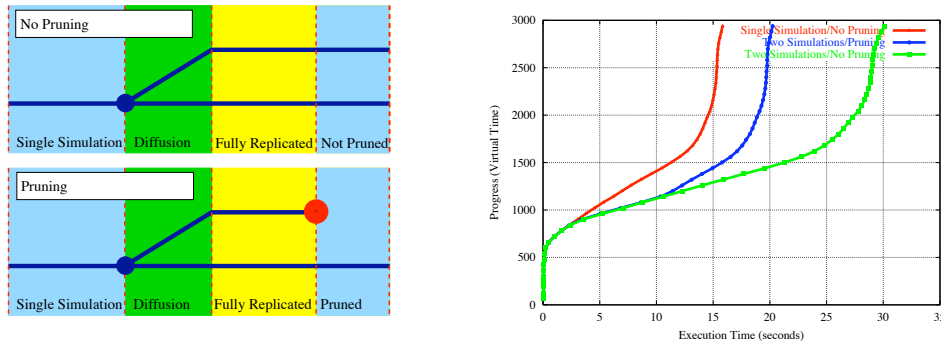 No Pruning
Single Simulation Diffusion Fully Replicated Not Pruned
Pruning
Single Simulation Diffusion Fully Replicated Pruned
3000
2500
2000
1500
1000
500
0
Progress (Virtual Time)
Single Simulation/No Pruning
Two Simulations/Pruning
Two Simulations/No Pruning
0 5 10 15 20 25 30 35
Execution Time (seconds)